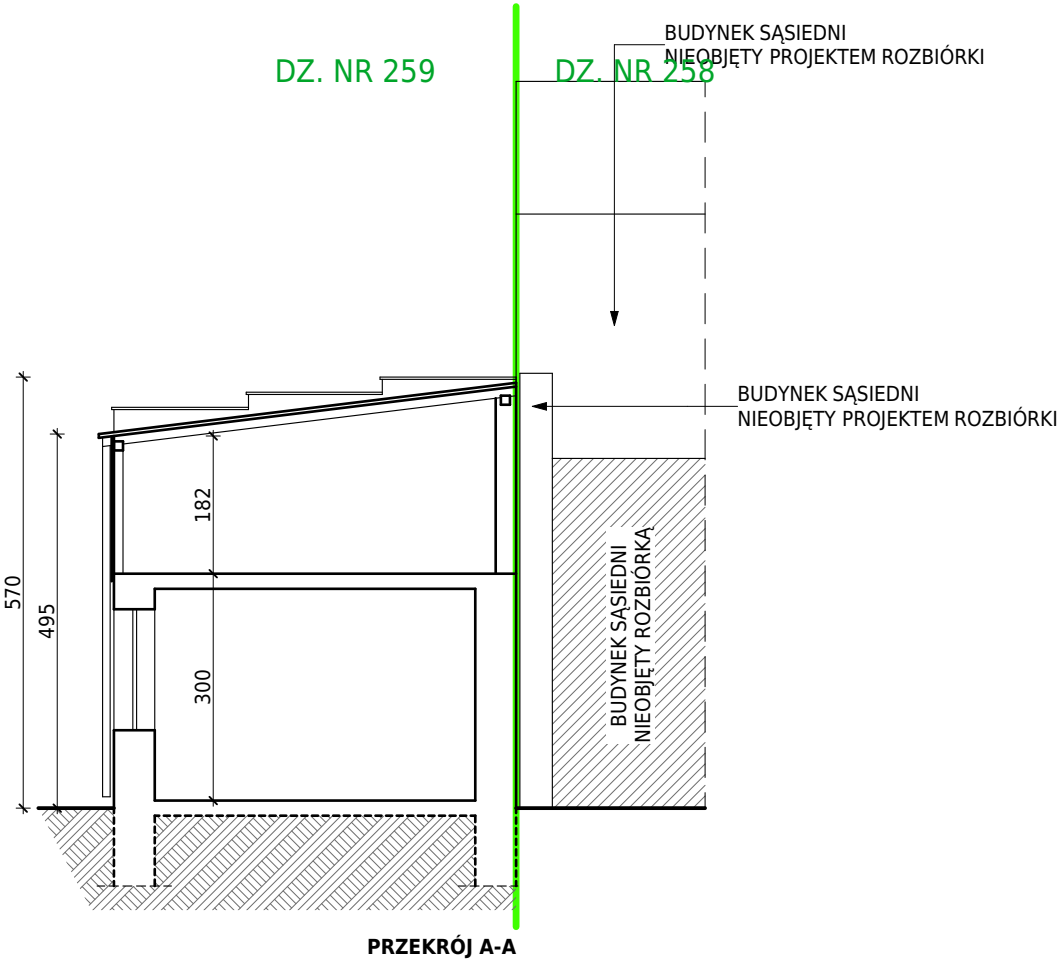 BUDYNEK SĄSIEDNI
NIEOBJĘTY PROJEKTEM ROZBIÓRKI
DZ. NR 259
DZ. NR 258
BUDYNEK SĄSIEDNI
NIEOBJĘTY PROJEKTEM ROZBIÓRKI
182
570
495
300
BUDYNEK SĄSIEDNI
NIEOBJĘTY ROZBIÓRKĄ
PRZEKRÓJ A-A